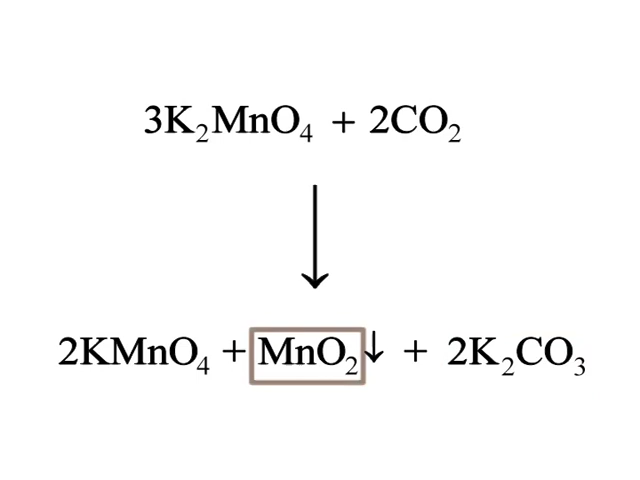 3K₂MnO₄ + 2CO₂
2KMnO₄ + MnO₂↓ + 2K₂CO₃